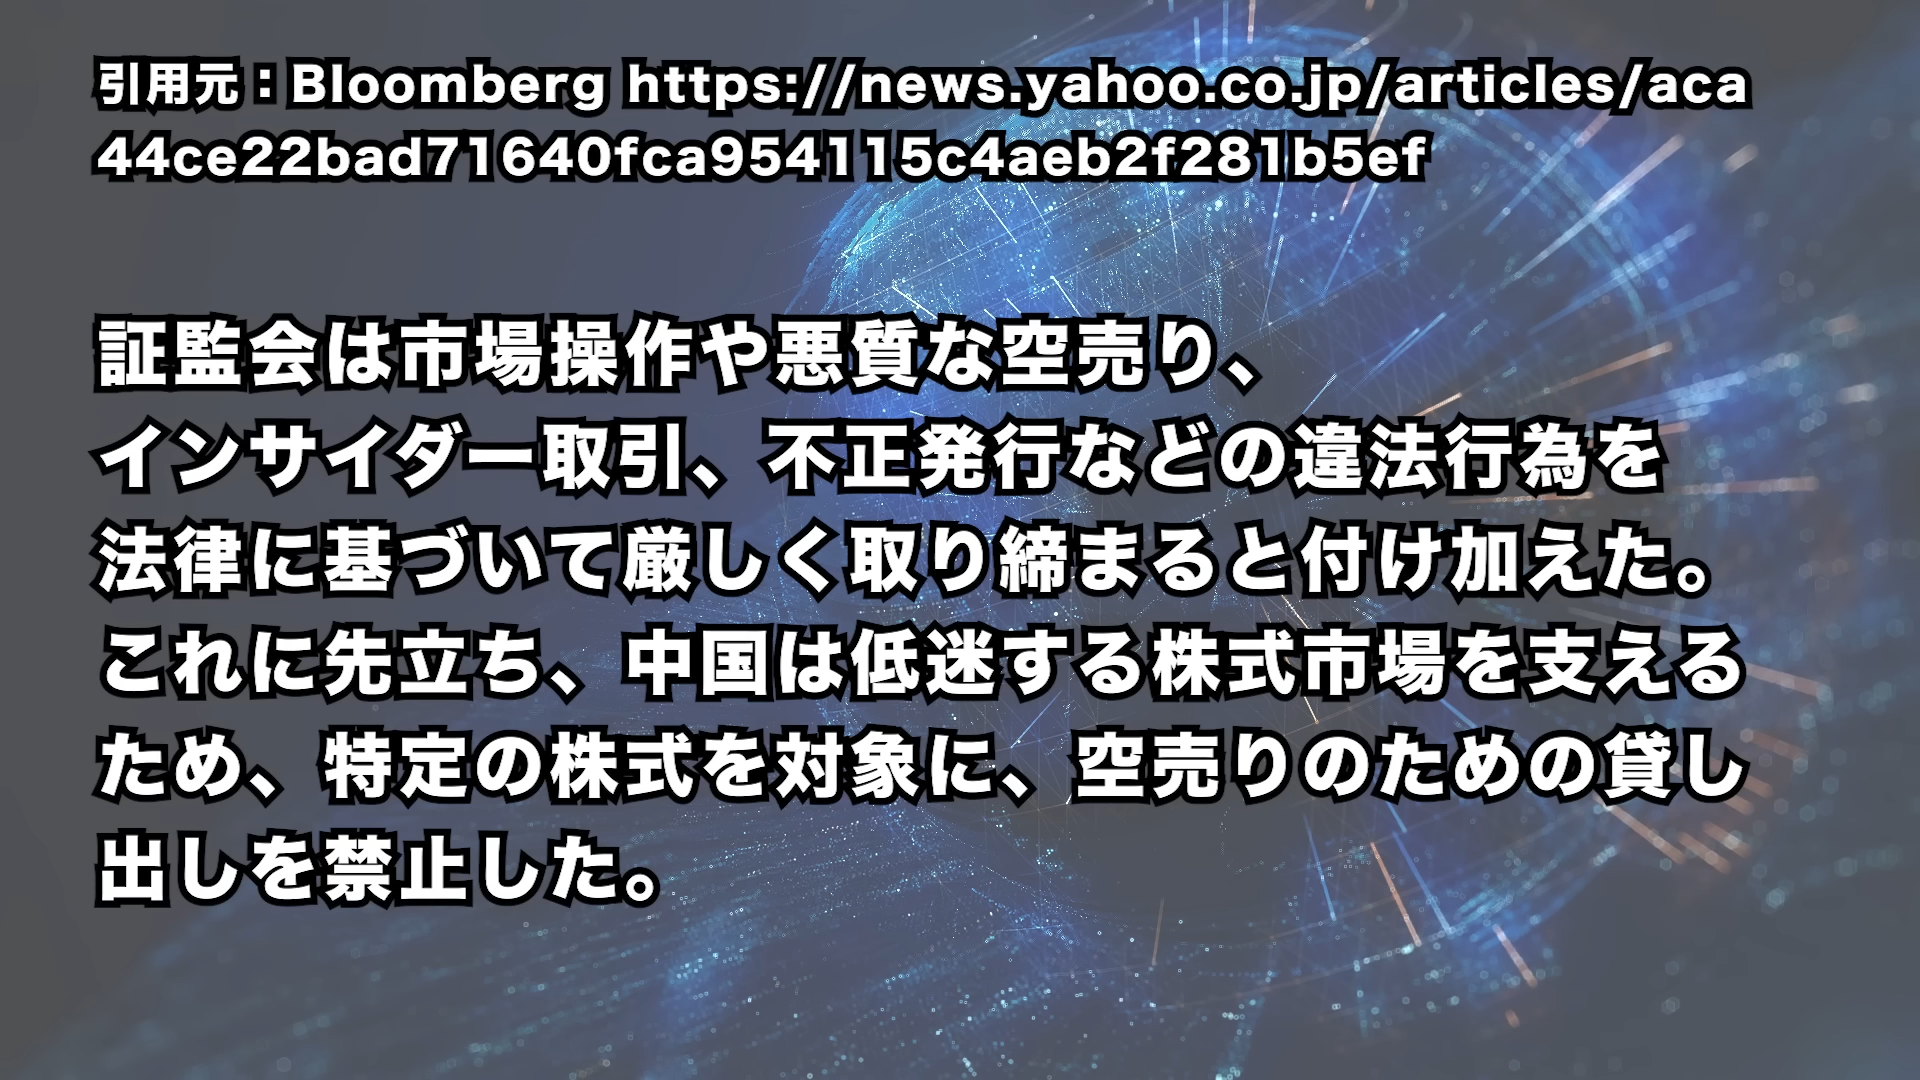 引用元：Bloomberg https://news.yahoo.co.jp/articles/aca
44ce22bad71640fca954115c4aeb2f281b5ef
証監会は市場操作や悪質な空売り、
インサイダー取引、不正発行などの違法行為を
法律に基づいて厳しく取り締まると付け加えた。
これに先立ち、中国は低迷する株式市場を支える
ため、特定の株式を対象に、空売りのための貸し
出しを禁止した。